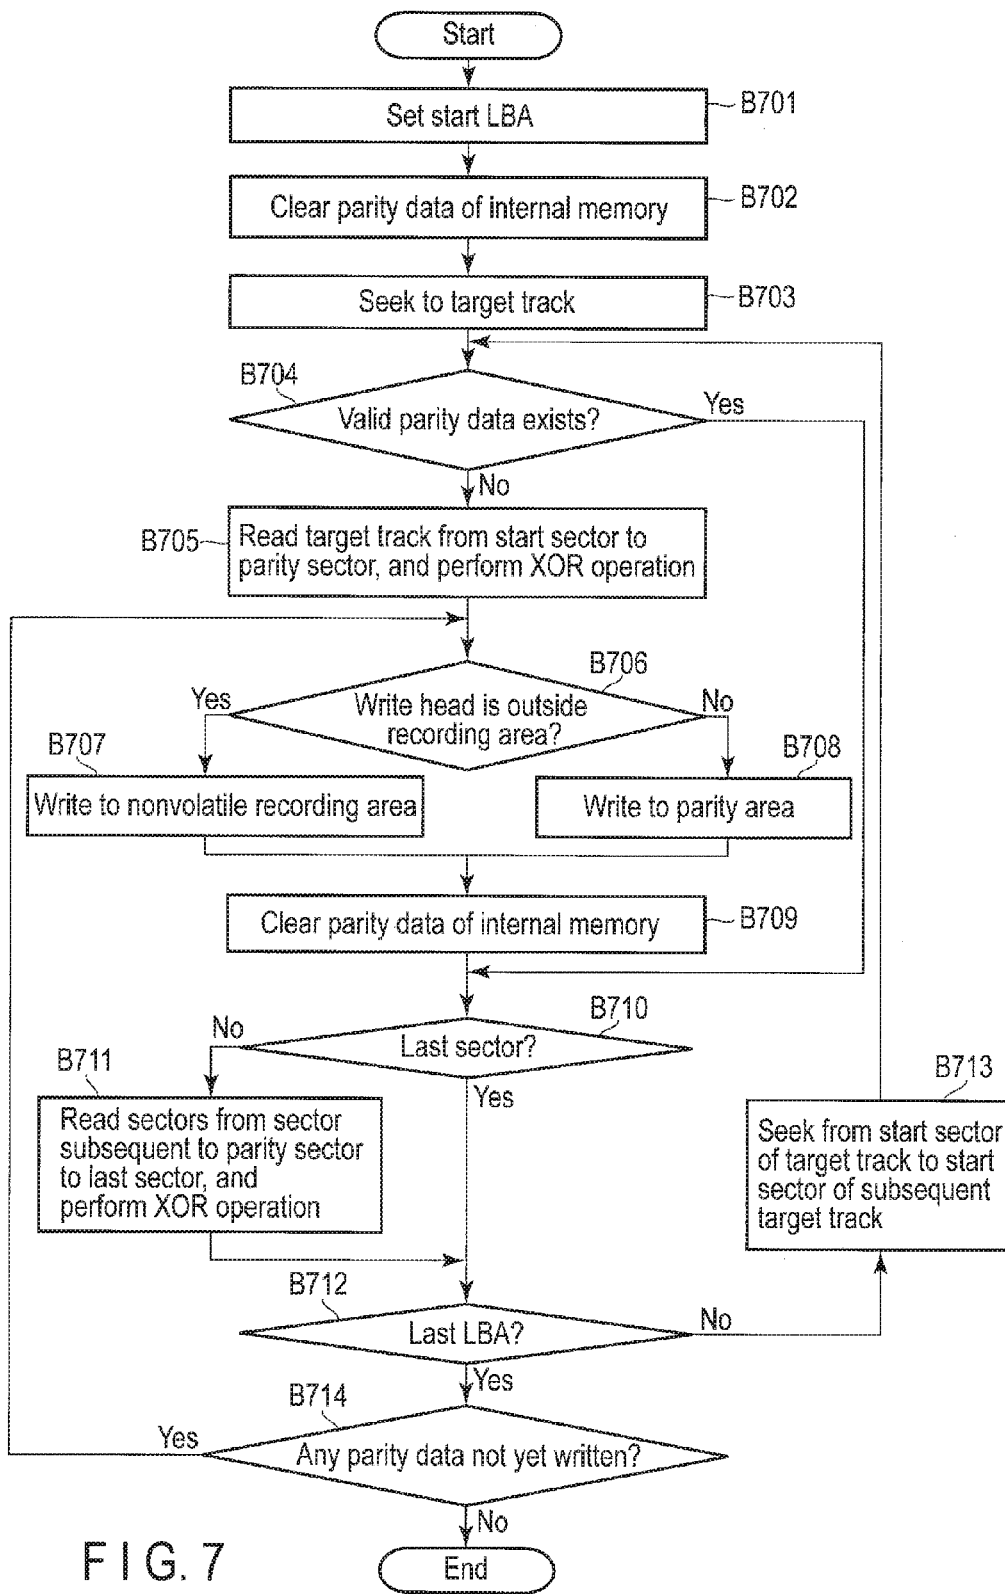 Start
Set start LBA
B701
Clear parity data of internal memory
B702
Seek to target track
B703
B704
Valid parity data exists?
Yes
No
B705
Read target track from start sector to
parity sector, and perform XOR operation
B706
Yes
Write head is outside
recording area?
No
B707
B708
Write to nonvolatile recording area
Write to parity area
Clear parity data of internal memory
B709
B710
No
Last sector?
Yes
B711
Read sectors from sector
subsequent to parity sector
to last sector, and
perform XOR operation
B713
Seek from start sector
of target track to start
sector of subsequent
target track
B712
Last LBA?
No
Yes
B714
Yes
Any parity data not yet written?
No
End
FIG. 7